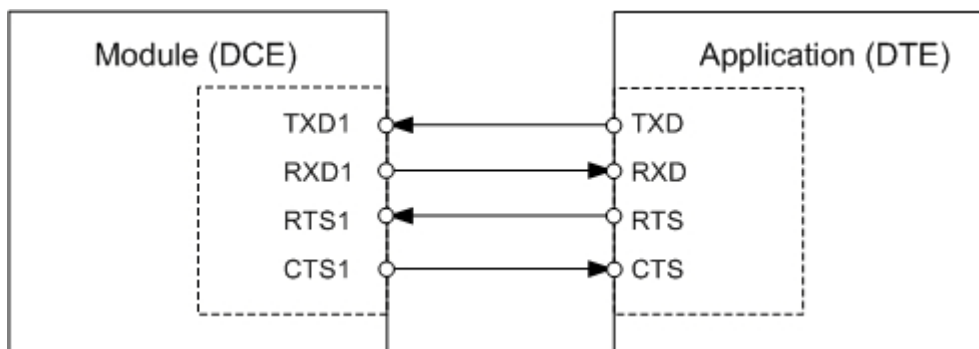 Module (DCE) Application (DTE)
TXD1 TXD
RXD1 RXD
RTS1 RTS
CTS1 CTS